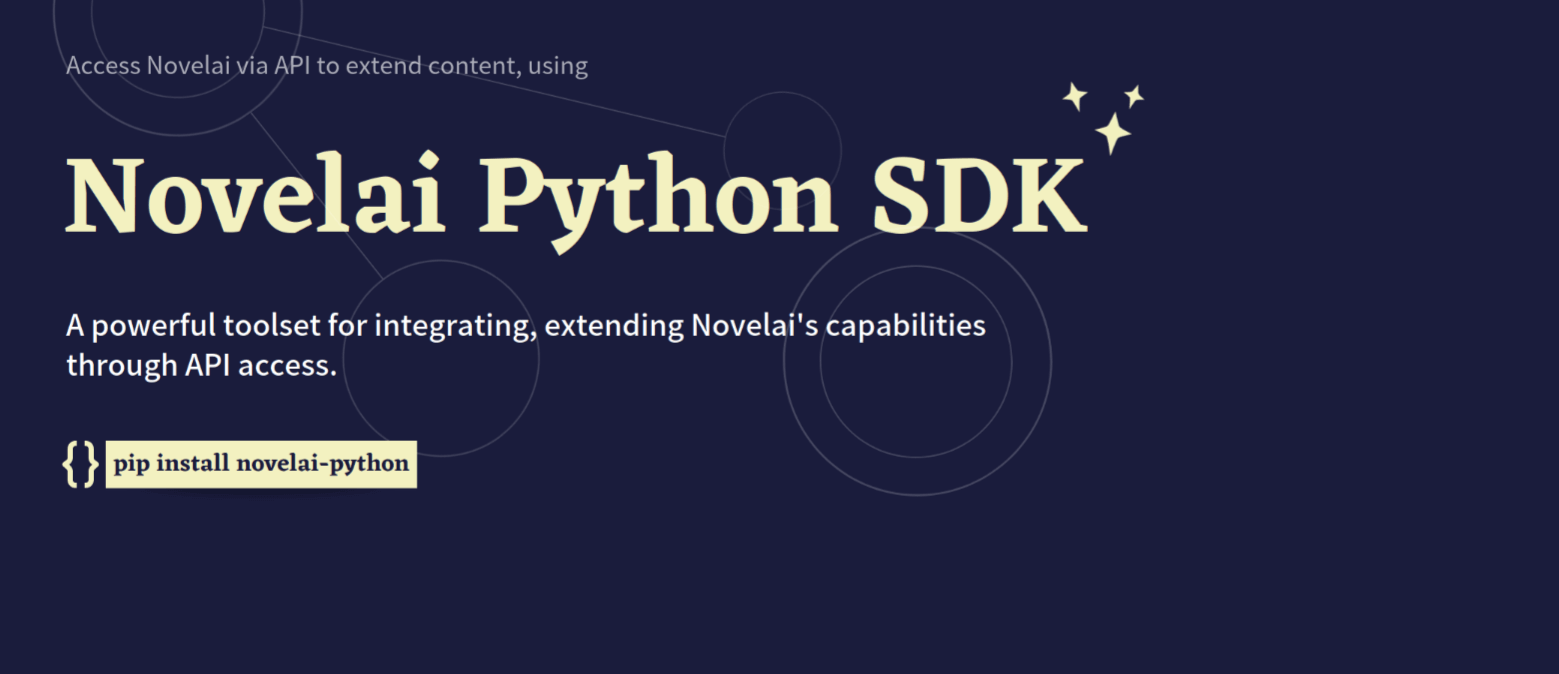 Access Novelai via API to extend content, using
Novelai Python SDK
A powerful toolset for integrating, extending Novelai's capabilities
through API access.
{} pip install novelai-python